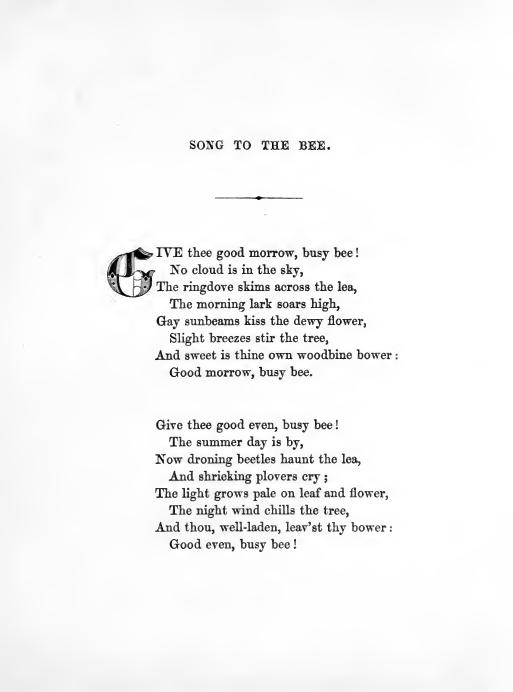 SONG TO THE BEE.
GIVE thee good morrow, busy bee!
No cloud is in the sky,
The ringdove skims across the lea,
The morning lark soars high,
Gay sunbeams kiss the dewy flower,
Slight breezes stir the tree,
And sweet is thine own woodbine bower:
Good morrow, busy bee.
Give thee good even, busy bee!
The summer day is by,
Now droning beetles haunt the lea,
And shrieking plovers cry;
The light grows pale on leaf and flower,
The night wind chills the tree,
And thou, well-laden, leav'st thy bower:
Good even, busy bee!